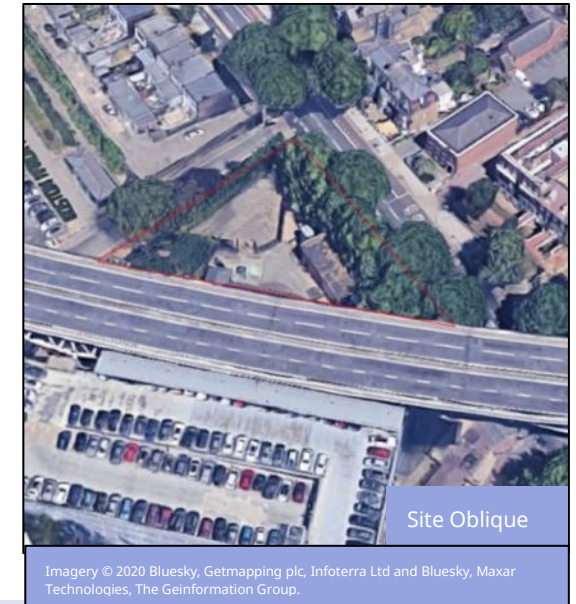 Site Oblique
Imagery © 2020 Bluesky, Getmapping plc, Infoterra Ltd and Bluesky, Maxar
Technologies, The Geinformation Group.